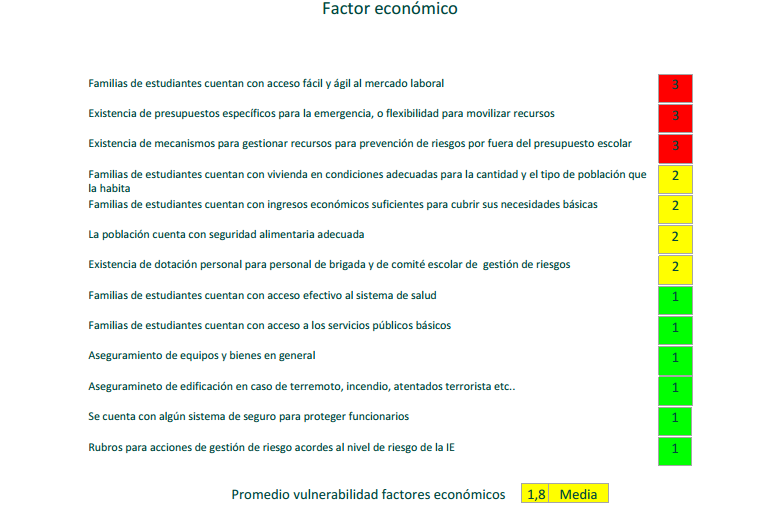 Factor económico
Familias de estudiantes cuentan con acceso fácil y ágil al mercado laboral 3
Existencia de presupuestos específicos para la emergencia, o flexibilidad para movilizar recursos 3
Existencia de mecanismos para gestionar recursos para prevención de riesgos por fuera del presupuesto escolar 3
Familias de estudiantes cuentan con vivienda en condiciones adecuadas para la cantidad y el tipo de población que 2
la habita
Familias de estudiantes cuentan con ingresos económicos suficientes para cubrir sus necesidades básicas 2
La población cuenta con seguridad alimentaria adecuada 2
Existencia de dotación personal para personal de brigada y de comité escolar de gestión de riesgos 2
Familias de estudiantes cuentan con acceso efectivo al sistema de salud 1
Familias de estudiantes cuentan con acceso a los servicios públicos básicos 1
Aseguramiento de equipos y bienes en general 1
Aseguramineto de edificación en caso de terremoto, incendio, atentados terrorista etc.. 1
Se cuenta con algún sistema de seguro para proteger funcionarios 1
Rubros para acciones de gestión de riesgo acordes al nivel de riesgo de la IE 1
Promedio vulnerabilidad factores económicos 1,8 Media